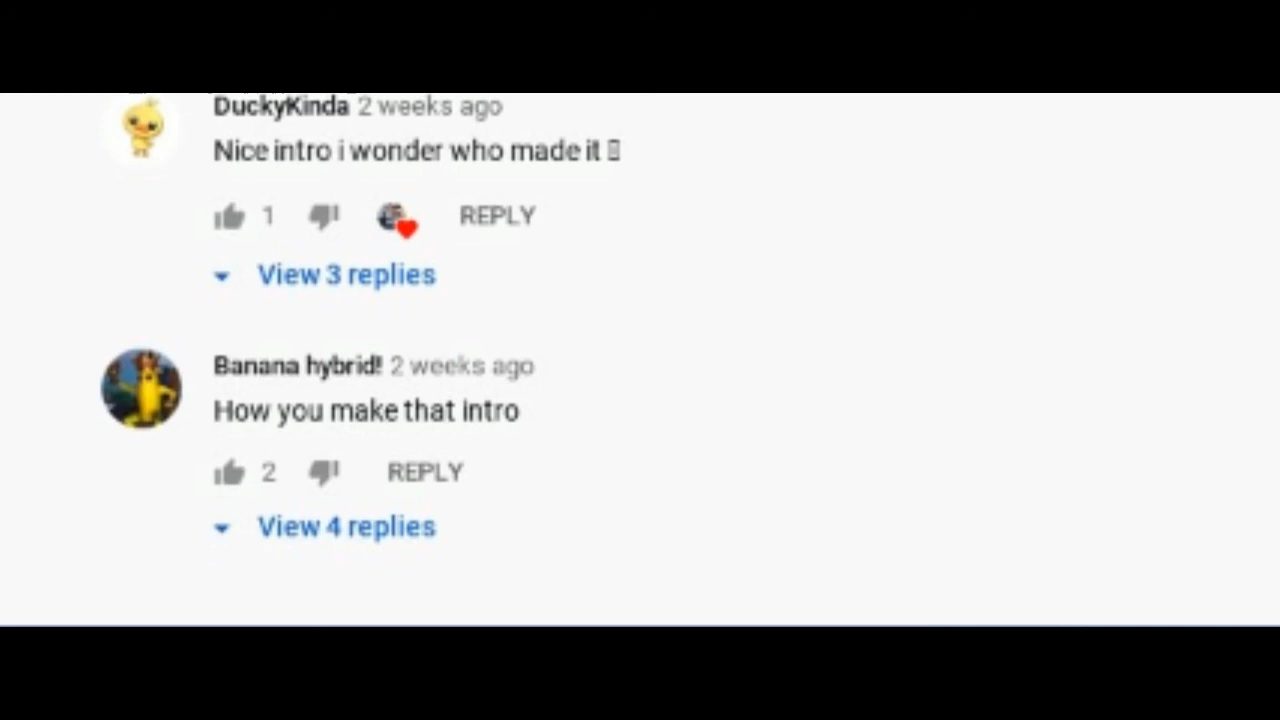 DuckyKinda 2 weeks ago
Nice intro i wonder who made it
1 REPLY
View 3 replies
Banana hybrid! 2 weeks ago
How you make that intro
2 REPLY
View 4 replies